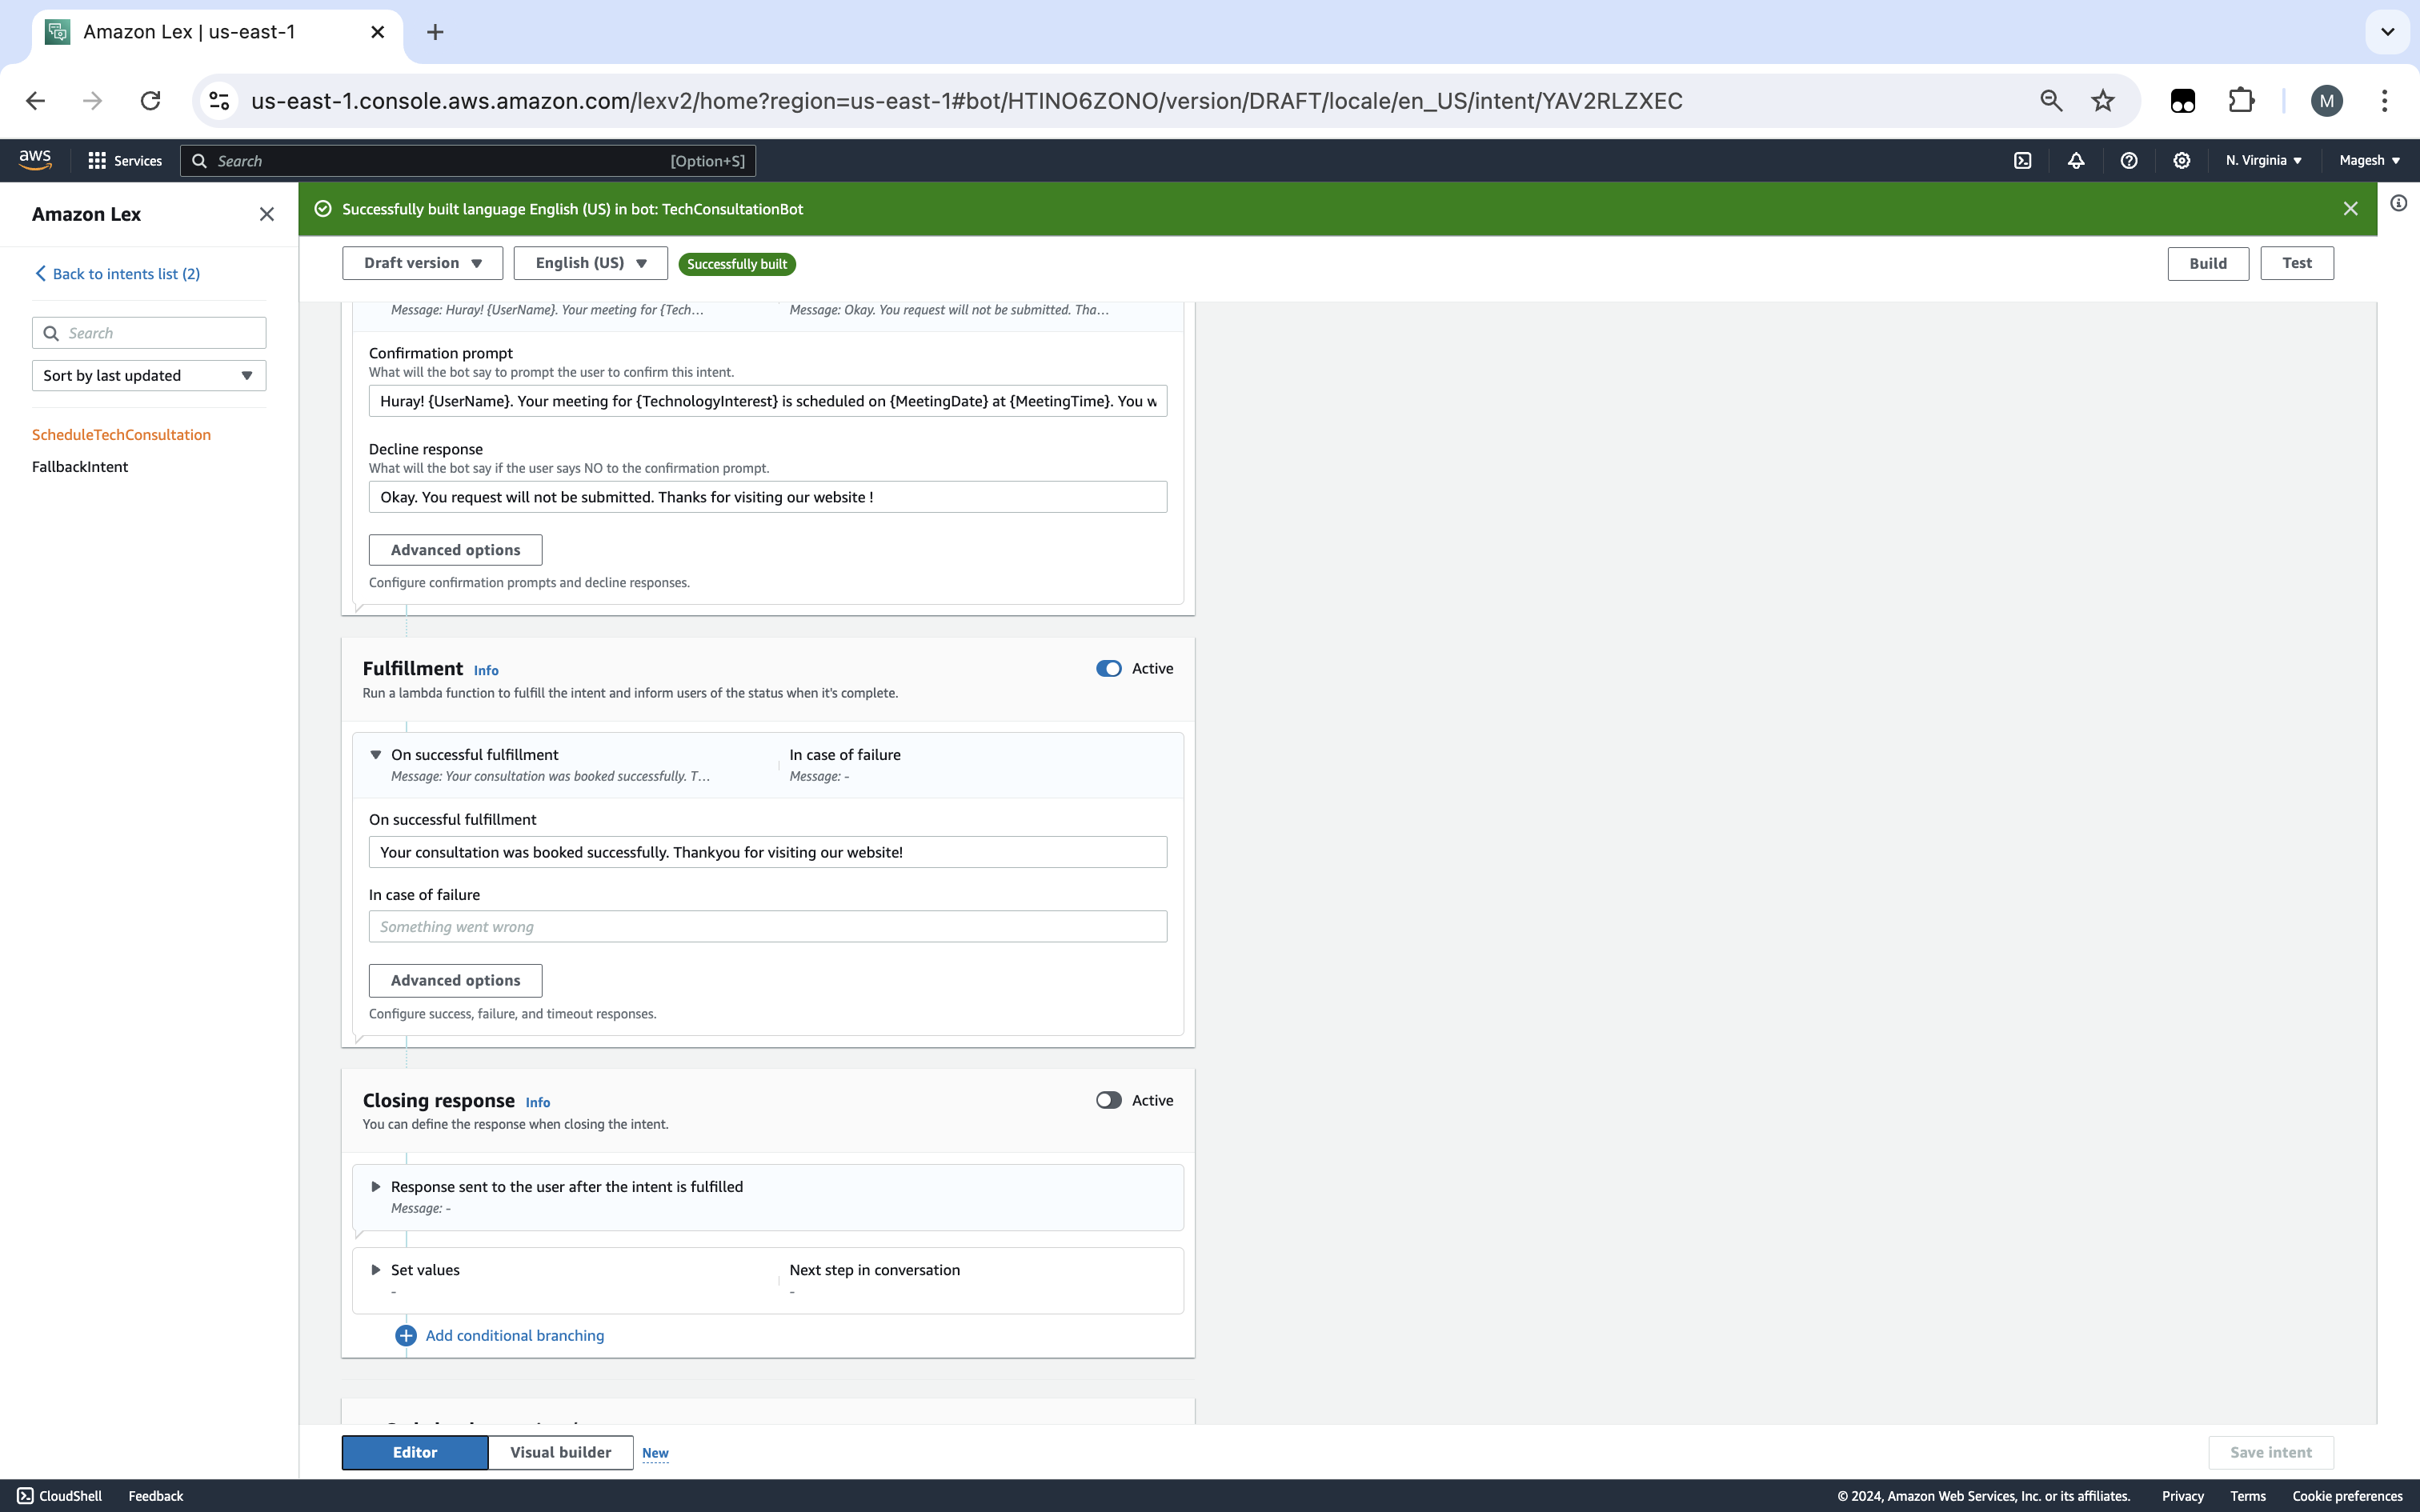 Amazon Lex | us-east-1
us-east-1.console.aws.amazon.com/lexv2/home?region=us-east-1#bot/HTINO6ZONO/version/DRAFT/locale/en_US/intent/YAV2RLZXEC
M
aws Services Search [Option+S] N. Virginia Magesh
Amazon Lex
Back to intents list (2)
Search
Sort by last updated
ScheduleTechConsultation
FallbackIntent
Successfully built language English (US) in bot: TechConsultationBot
Draft version English (US) Successfully built Build Test
Message: Huray! {UserName}. Your meeting for {Tech… Message: Okay. You request will not be submitted. Tha…
Confirmation prompt
What will the bot say to prompt the user to confirm this intent.
Huray! {UserName}. Your meeting for {TechnologyInterest} is scheduled on {MeetingDate} at {MeetingTime}. You w
Decline response
What will the bot say if the user says NO to the confirmation prompt.
Okay. You request will not be submitted. Thanks for visiting our website !
Advanced options
Configure confirmation prompts and decline responses.
Fulfillment Info Active
Run a lambda function to fulfill the intent and inform users of the status when it's complete.
On successful fulfillment In case of failure
Message: Your consultation was booked successfully. T… Message: -
On successful fulfillment
Your consultation was booked successfully. Thankyou for visiting our website!
In case of failure
Something went wrong
Advanced options
Configure success, failure, and timeout responses.
Closing response Info Active
You can define the response when closing the intent.
Response sent to the user after the intent is fulfilled
Message: -
Set values Next step in conversation
- -
Add conditional branching
Editor Visual builder New Save intent
CloudShell Feedback © 2024, Amazon Web Services, Inc. or its affiliates. Privacy Terms Cookie preferences